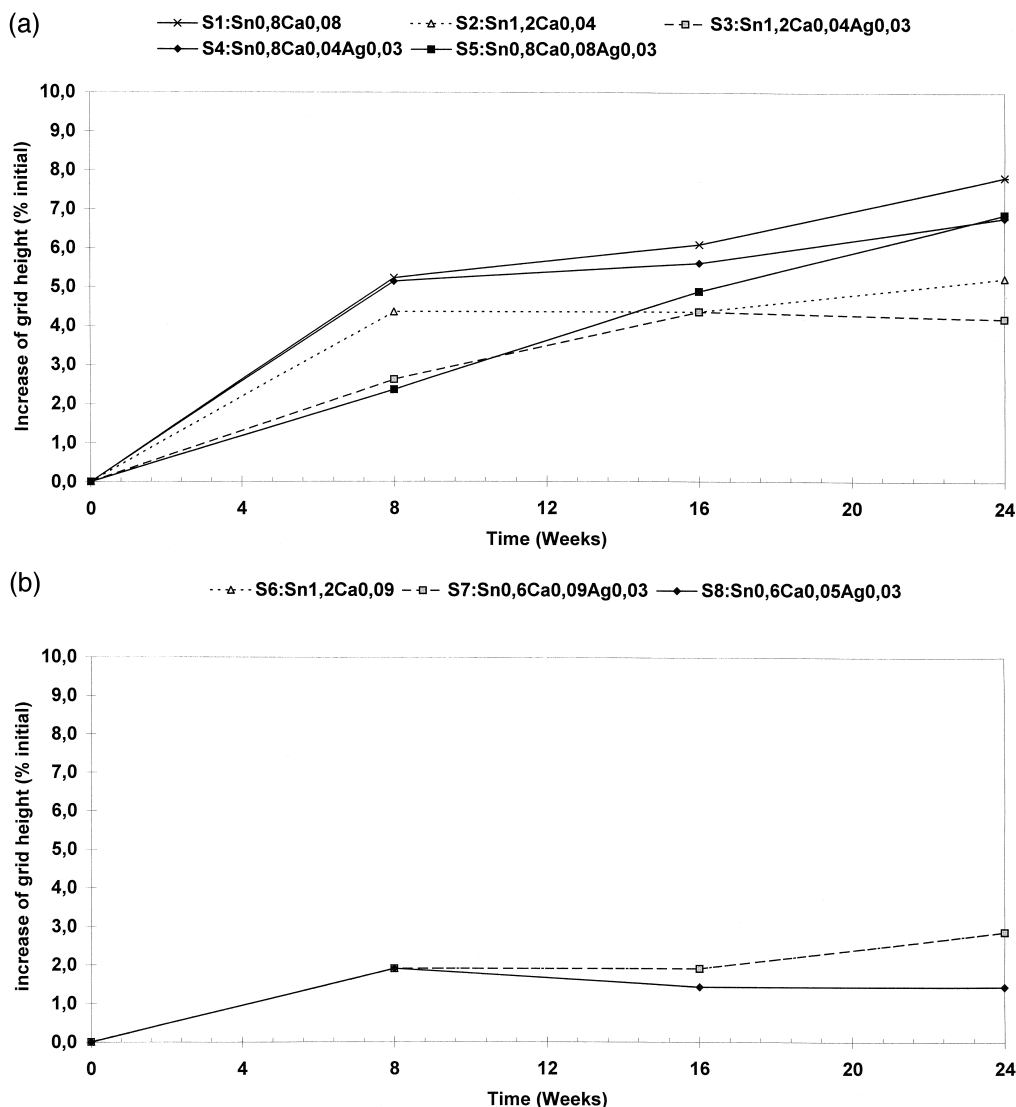 (a)
S1:Sn0,8Ca0,08 S2:Sn1,2Ca0,04 S3:Sn1,2Ca0,04Ag0,03
S4:Sn0,8Ca0,04Ag0,03 S5:Sn0,8Ca0,08Ag0,03
Increase of grid height (% initial)
10,0
9,0
8,0
7,0
6,0
5,0
4,0
3,0
2,0
1,0
0,0
0 4 8 12 16 20 24
Time (Weeks)
(b)
S6:Sn1,2Ca0,09 S7:Sn0,6Ca0,09Ag0,03 S8:Sn0,6Ca0,05Ag0,03
increase of grid height (% initial)
10,0
9,0
8,0
7,0
6,0
5,0
4,0
3,0
2,0
1,0
0,0
0 4 8 12 16 20 24
Time (Weeks)